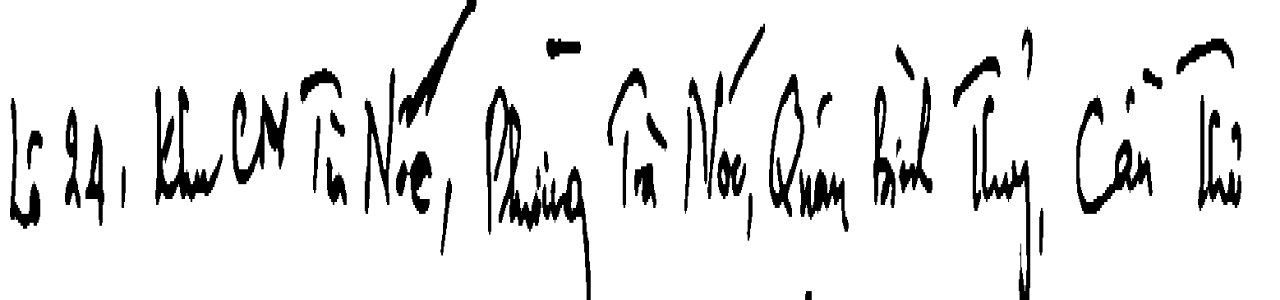 Lô 24, Khu CN Trà Nóc, Phường Trà Nóc, Quận Bình Thủy, Cần Thơ